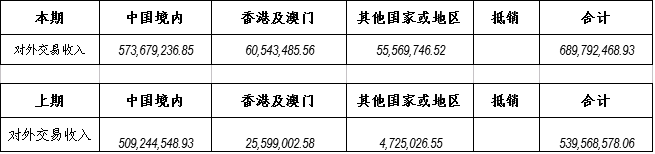 本期 中国境内 香港及澳门 其他国家或地区 抵销 合计
对外交易收入 573,679,236.85 60,543,485.56 55,569,746.52 689,792,468.93
上期 中国境内 香港及澳门 其他国家或地区 抵销 合计
对外交易收入 509,244,548.93 25,599,002.58 4,725,026.55 539,568,578.06